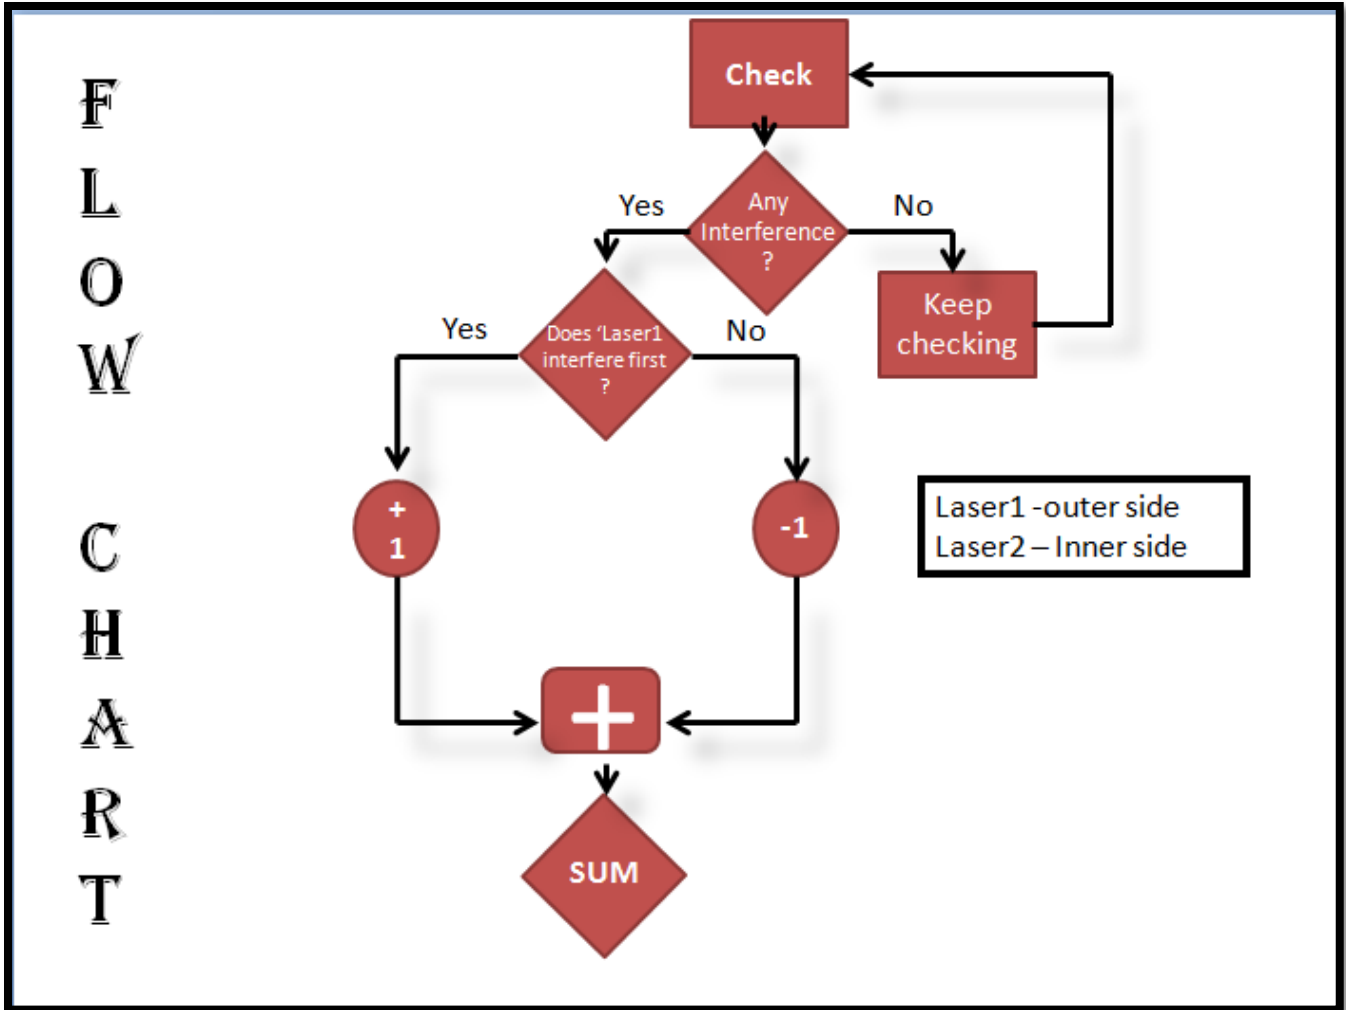 FLOW CHART
Check
Any
Interference
?
Yes
No
Keep
checking
Does ‘Laser1
interfere first
?
Yes
No
+
1
-1
Laser1 -outer side
Laser2 – Inner side
+
SUM